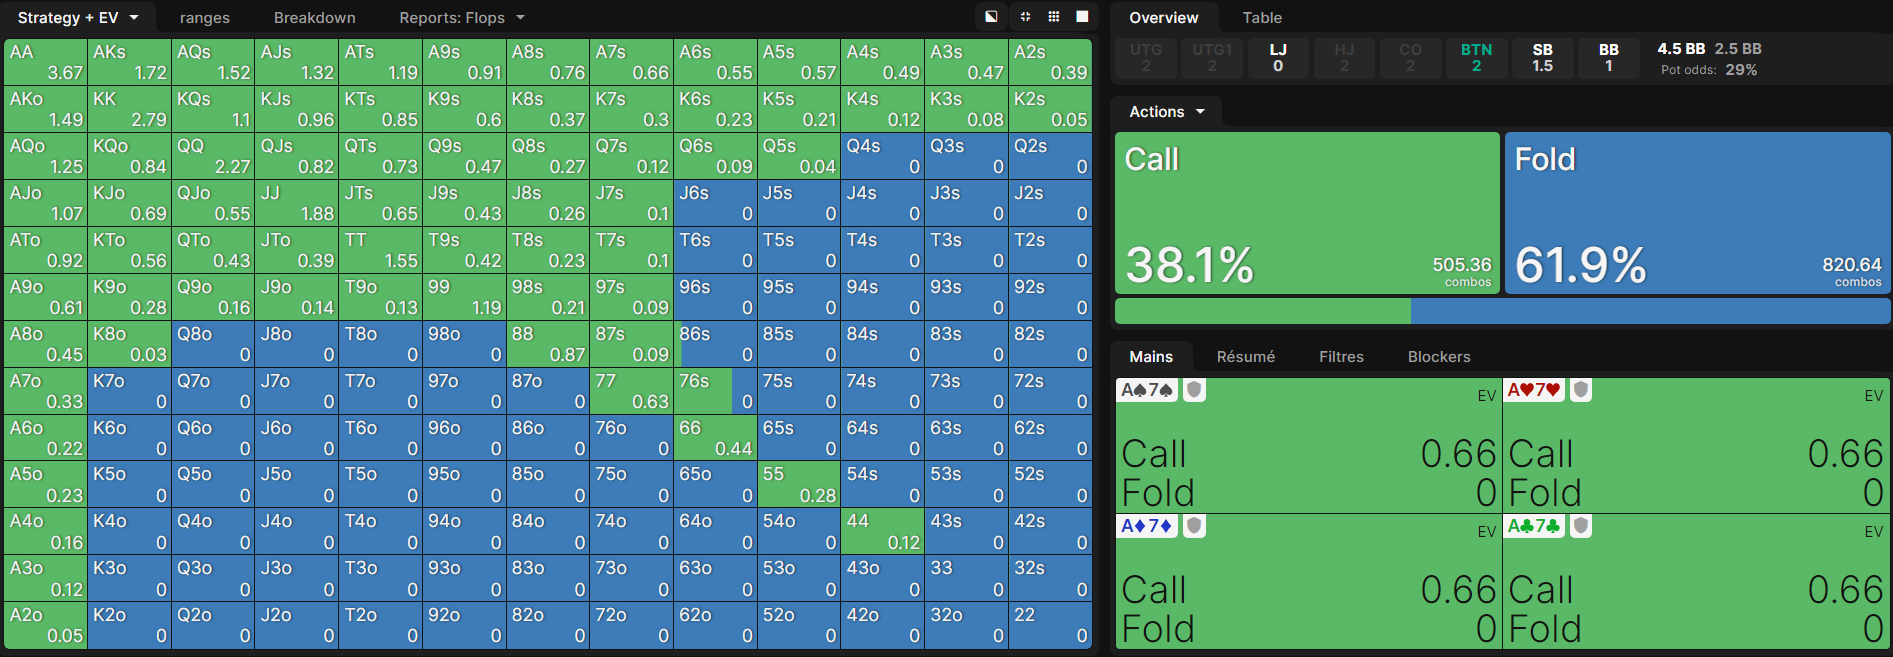 Strategy + EV ranges Breakdown Reports: Flops
AA AKs AQs AJs ATs A9s A8s A7s A6s A5s A4s A3s A2s
3.67 1.72 1.52 1.32 1.19 0.91 0.76 0.66 0.55 0.57 0.49 0.47 0.39
AKo KK KQs KJs KTs K9s K8s K7s K6s K5s K4s K3s K2s
1.49 2.79 1.1 0.96 0.85 0.6 0.37 0.3 0.23 0.21 0.12 0.08 0.05
AQo KQo QQ QJs QTs Q9s Q8s Q7s Q6s Q5s Q4s Q3s Q2s
1.25 0.84 2.27 0.82 0.73 0.47 0.27 0.12 0.09 0.04 0 0 0
AJo KJo QJo JJ JTs J9s J8s J7s J6s J5s J4s J3s J2s
1.07 0.69 0.55 1.88 0.65 0.43 0.26 0.1 0 0 0 0 0
ATo KTo QTo JTo TT T9s T8s T7s T6s T5s T4s T3s T2s
0.92 0.56 0.43 0.39 1.55 0.42 0.23 0.1 0 0 0 0 0
A9o K9o Q9o J9o T9o 99 98s 97s 96s 95s 94s 93s 92s
0.61 0.28 0.16 0.14 0.13 1.19 0.21 0.09 0 0 0 0 0
A8o K8o Q8o J8o T8o 98o 88 87s 86s 85s 84s 83s 82s
0.45 0.03 0 0 0 0 0.87 0.09 0 0 0 0 0
A7o K7o Q7o J7o T7o 97o 87o 77 76s 75s 74s 73s 72s
0.33 0 0 0 0 0 0 0.63 0 0 0 0 0
A6o K6o Q6o J6o T6o 96o 86o 76o 66 65s 64s 63s 62s
0.22 0 0 0 0 0 0 0 0.44 0 0 0 0
A5o K5o Q5o J5o T5o 95o 85o 75o 65o 55 54s 53s 52s
0.23 0 0 0 0 0 0 0 0 0.28 0 0 0
A4o K4o Q4o J4o T4o 94o 84o 74o 64o 54o 44 43s 42s
0.16 0 0 0 0 0 0 0 0 0 0.12 0 0
A3o K3o Q3o J3o T3o 93o 83o 73o 63o 53o 43o 33 32s
0.12 0 0 0 0 0 0 0 0 0 0 0 0
A2o K2o Q2o J2o T2o 92o 82o 72o 62o 52o 42o 32o 22
0.05 0 0 0 0 0 0 0 0 0 0 0 0
Overview Table
UTG UTG1 LJ HJ CO BTN SB BB 4.5 BB 2.5 BB
2 2 0 2 2 2 1.5 1 Pot odds: 29%
Actions
Call Fold
38.1% 505.36 combos 61.9% 820.64 combos
Mains Résumé Filtres Blockers
A♠7♠ EV A♥7♥ EV
Call 0.66 Call 0.66
Fold 0 Fold 0
A♦7♦ EV A♣7♣ EV
Call 0.66 Call 0.66
Fold 0 Fold 0